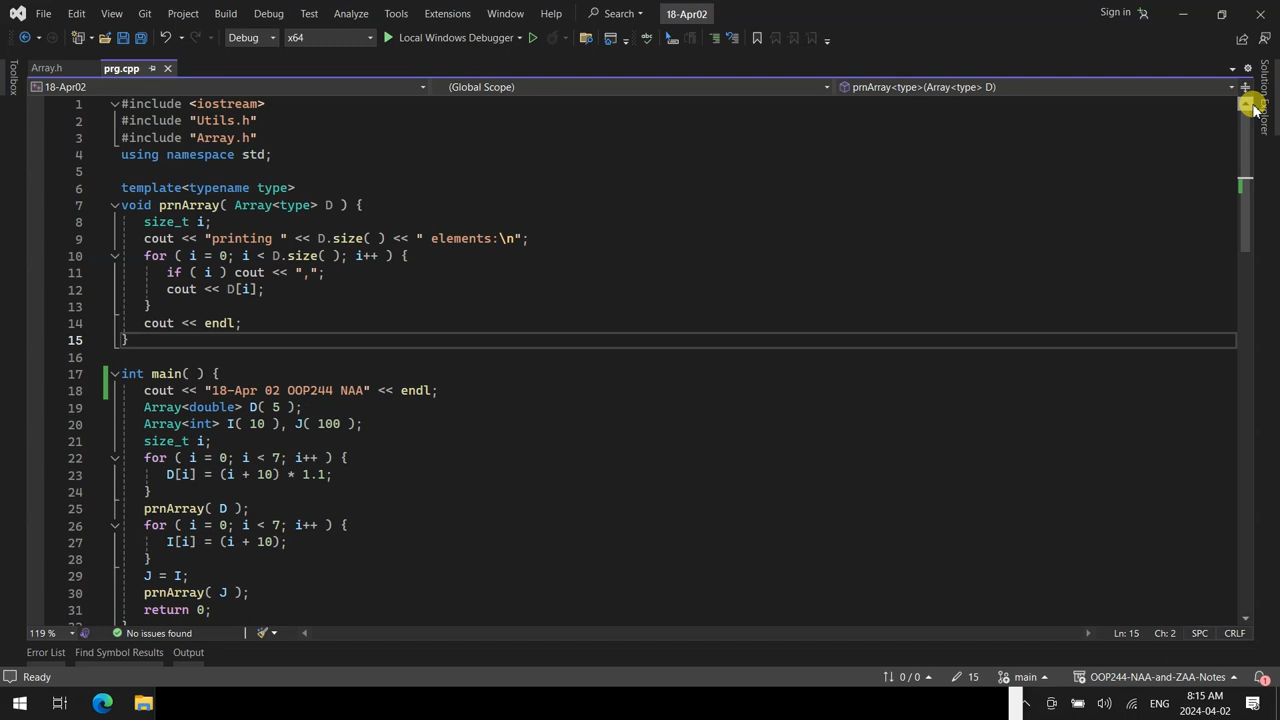 File Edit View Git Project Build Debug Test Analyze Tools Extensions Window Help Search 18-Apr02 Sign in
Debug x64 Local Windows Debugger
Array.h prg.cpp
18-Apr02 (Global Scope) prnArray<type>(Array<type> D)
Toolbox
Solution Explorer
1 #include <iostream>
2 #include "Utils.h"
3 #include "Array.h"
4 using namespace std;
5
6 template<typename type>
7 void prnArray( Array<type> D ) {
8 size_t i;
9 cout << "printing " << D.size( ) << " elements:\n";
10 for ( i = 0; i < D.size( ); i++ ) {
11 if ( i ) cout << ",";
12 cout << D[i];
13 }
14 cout << endl;
15 }
16
17 int main( ) {
18 cout << "18-Apr 02 OOP244 NAA" << endl;
19 Array<double> D( 5 );
20 Array<int> I( 10 ), J( 100 );
21 size_t i;
22 for ( i = 0; i < 7; i++ ) {
23 D[i] = (i + 10) * 1.1;
24 }
25 prnArray( D );
26 for ( i = 0; i < 7; i++ ) {
27 I[i] = (i + 10);
28 }
29 J = I;
30 prnArray( J );
31 return 0;
119 % No issues found Ln: 15 Ch: 2 SPC CRLF
Error List Find Symbol Results Output
Ready 0 / 0 15 main OOP244-NAA-and-ZAA-Notes 1
ENG 8:15 AM
2024-04-02